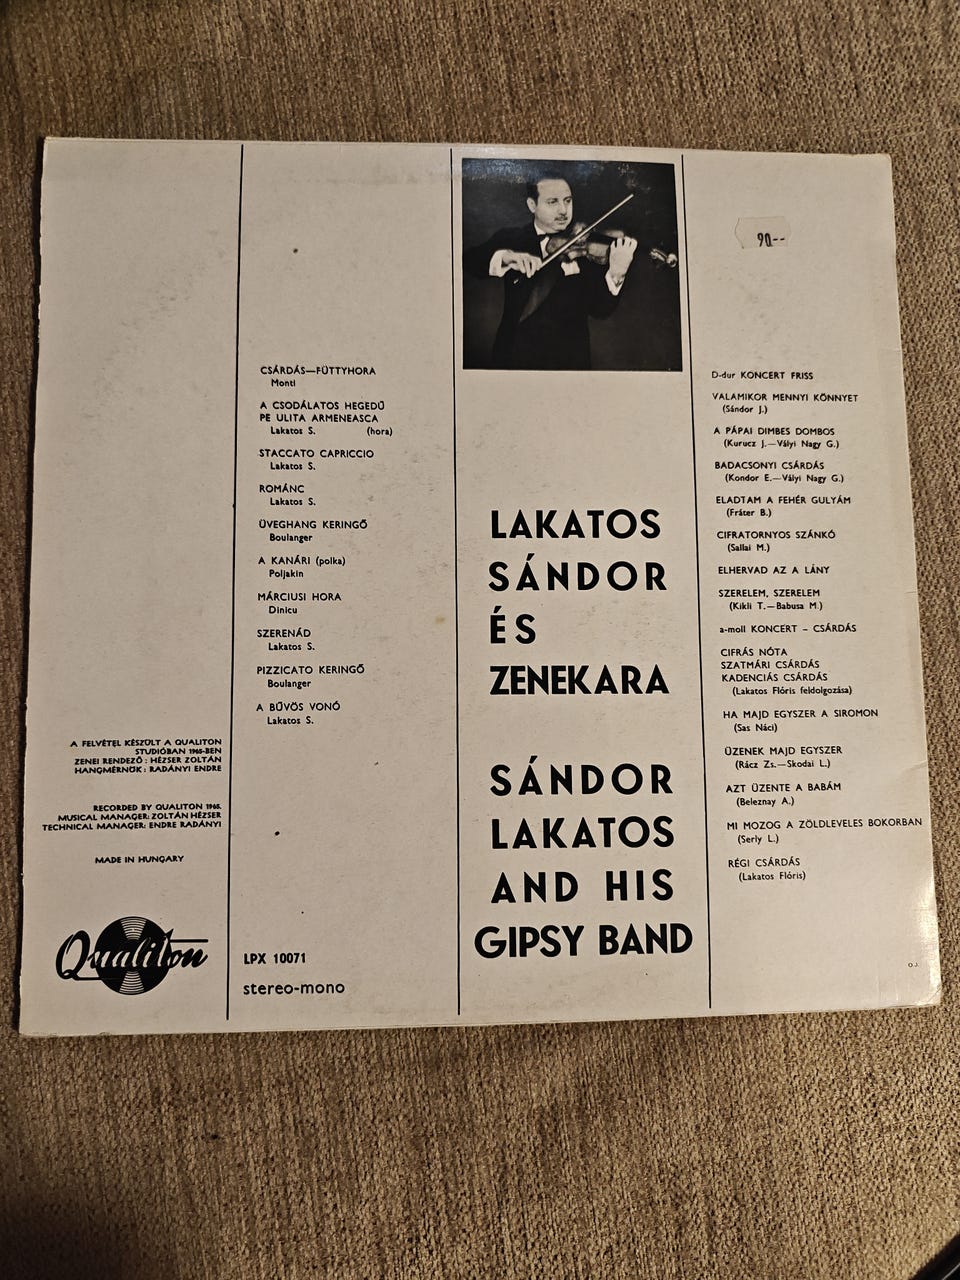 A FELVÉTEL KÉSZÜLT A QUALITON
STUDIÓBAN 1965-BEN
ZENEI RENDEZŐ: HÉZSER ZOLTÁN
HANGMÉRNÖK: RADÁNYI ENDRE
RECORDED BY QUALITON 1965.
MUSICAL MANAGER: ZOLTÁN HÉZSER
TECHNICAL MANAGER: ENDRE RADÁNYI
MADE IN HUNGARY
Qualiton
CSÁRDÁS—FÜTTYHORA
Monti
A CSODÁLATOS HEGEDŰ
PE ULITA ARMENEASCA
Lakatos S. (hora)
STACCATO CAPRICCIO
Lakatos S.
ROMÁNC
Lakatos S.
ÜVEGHANG KERINGŐ
Boulanger
A KANÁRI (polka)
Poljakin
MÁRCIUSI HORA
Dinicu
SZERENÁD
Lakatos S.
PIZZICATO KERINGŐ
Boulanger
A BŰVÖS VONÓ
Lakatos S.
LPX 10071
stereo-mono
LAKATOS
SÁNDOR
ÉS
ZENEKARA
SÁNDOR
LAKATOS
AND HIS
GIPSY BAND
90--
D-dur KONCERT FRISS
VALAMIKOR MENNYI KÖNNYET
(Sándor J.)
A PÁPAI DIMBES DOMBOS
(Kurucz J.—Vályi Nagy G.)
BADACSONYI CSÁRDÁS
(Kondor E.—Vályi Nagy G.)
ELADTAM A FEHÉR GULYÁM
(Fráter B.)
CIFRATORNYOS SZÁNKÓ
(Sallai M.)
ELHERVAD AZ A LÁNY
SZERELEM, SZERELEM
(Kikli T.—Babusa M.)
a-moll KONCERT – CSÁRDÁS
CIFRÁS NÓTA
SZATMÁRI CSÁRDÁS
KADENCIÁS CSÁRDÁS
(Lakatos Flóris feldolgozása)
HA MAJD EGYSZER A SIROMON
(Sas Náci)
ÜZENEK MAJD EGYSZER
(Rácz Zs.—Skodai L.)
AZT ÜZENTE A BABÁM
(Beleznay A.)
MI MOZOG A ZÖLDLEVELES BOKORBAN
(Serly L.)
RÉGI CSÁRDÁS
(Lakatos Flóris)
O.J.